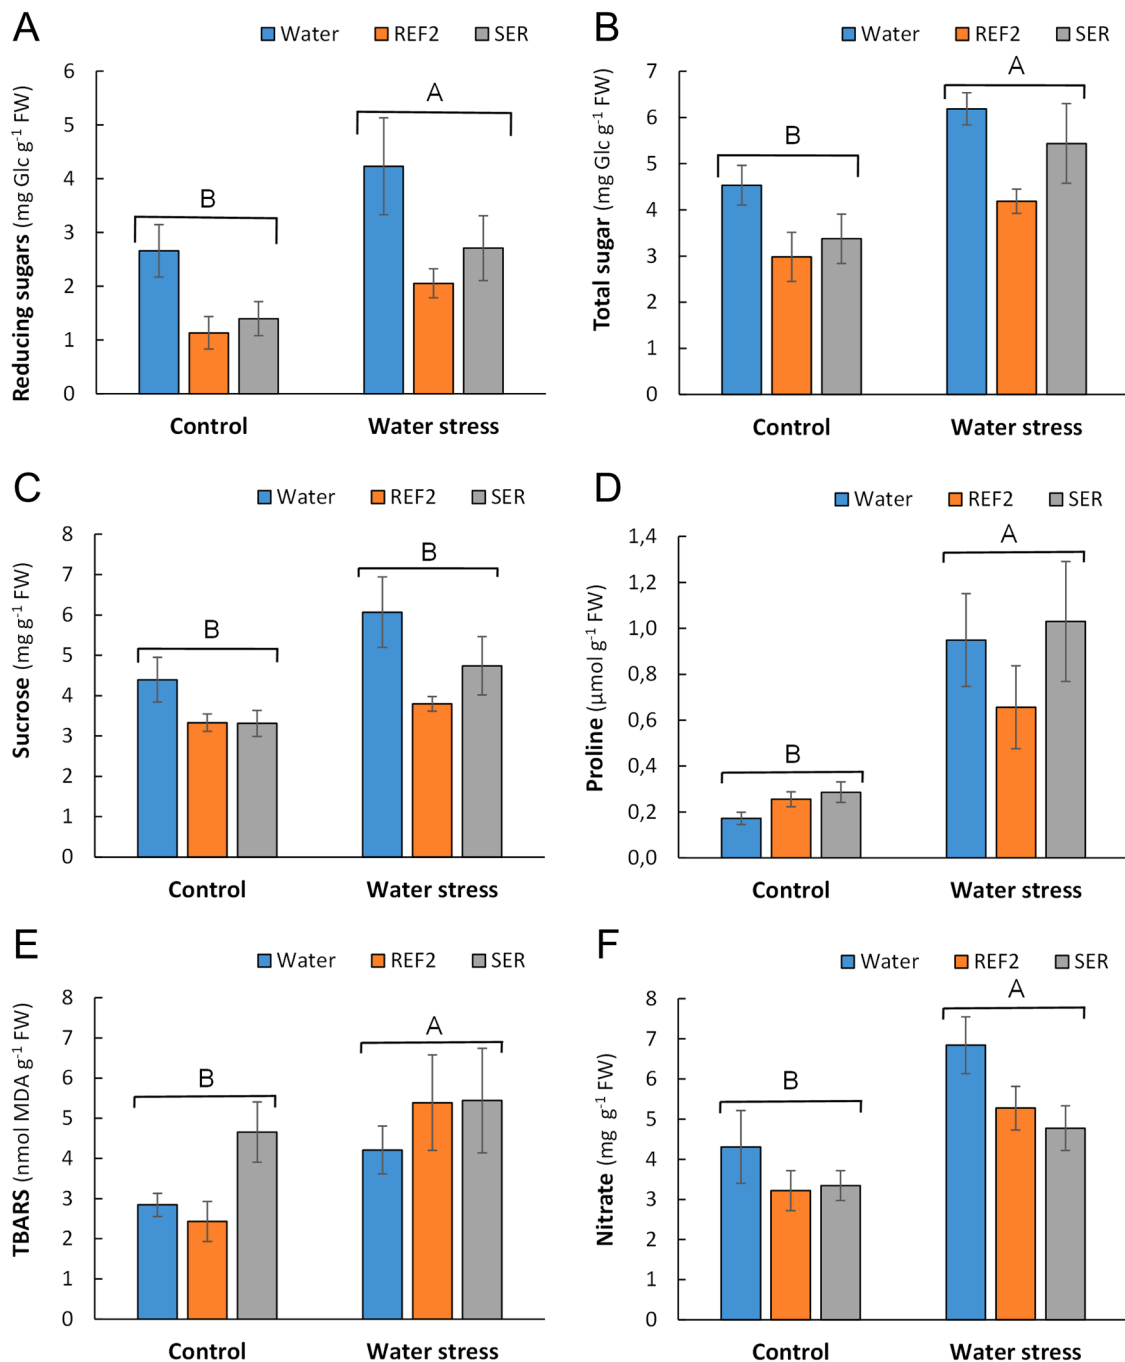 A
Water REF2 SER
Reducing sugars (mg Glc g-1 FW)
6
5
4
3
2
1
0
B
A
Control Water stress
B
Water REF2 SER
Total sugar (mg Glc g-1 FW)
7
6
5
4
3
2
1
0
B
A
Control Water stress
C
Water REF2 SER
Sucrose (mg g-1 FW)
8
7
6
5
4
3
2
1
0
B
B
Control Water stress
D
Water REF2 SER
Proline (µmol g-1 FW)
1,4
1,2
1,0
0,8
0,6
0,4
0,2
0,0
B
A
Control Water stress
E
Water REF2 SER
TBARS (nmol MDA g-1 FW)
8
7
6
5
4
3
2
1
0
B
A
Control Water stress
F
Water REF2 SER
Nitrate (mg g-1 FW)
8
7
6
5
4
3
2
1
0
B
A
Control Water stress